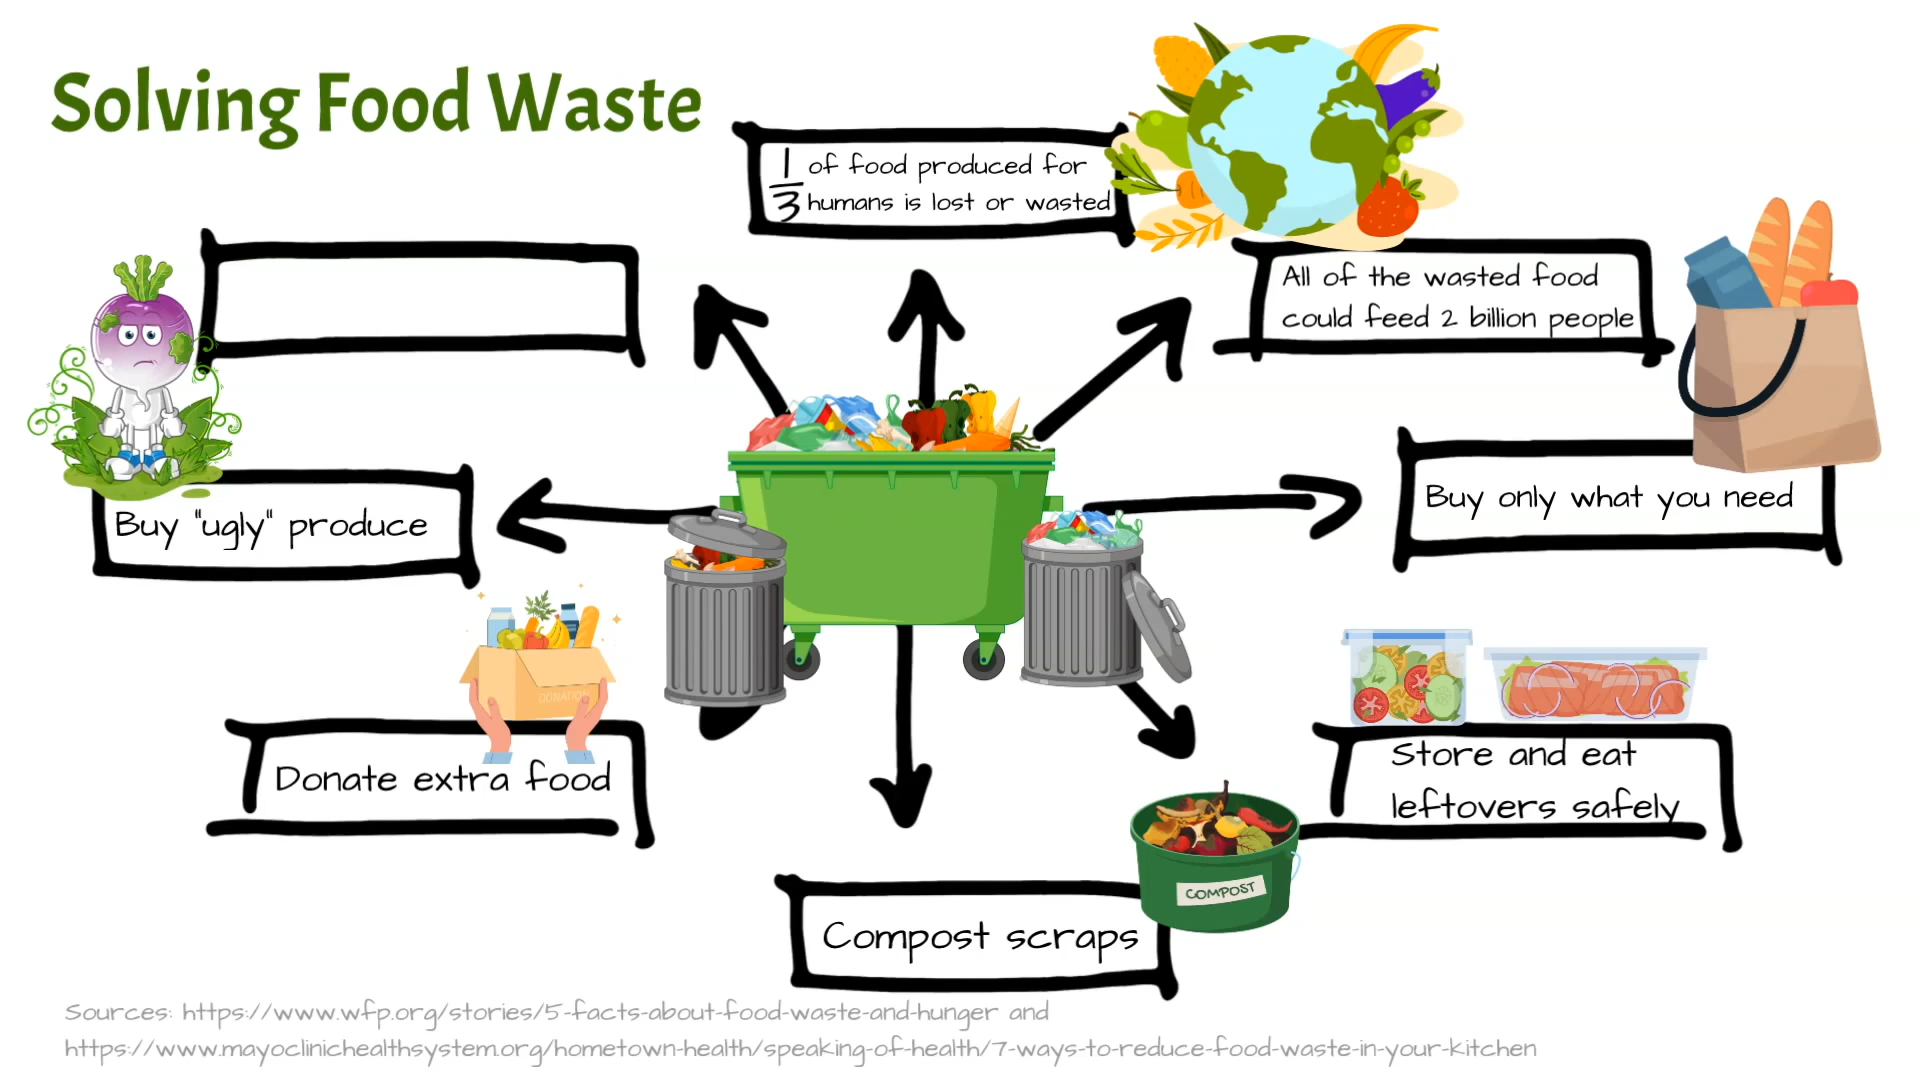 Solving Food Waste
1/3 of food produced for
humans is lost or wasted
All of the wasted food
could feed 2 billion people
Buy only what you need
Buy "ugly" produce
DONATION
Donate extra food
Store and eat
leftovers safely
COMPOST
Compost scraps
Sources: https://www.wfp.org/stories/5-facts-about-food-waste-and-hunger and
https://www.mayoclinichealthsystem.org/hometown-health/speaking-of-health/7-ways-to-reduce-food-waste-in-your-kitchen